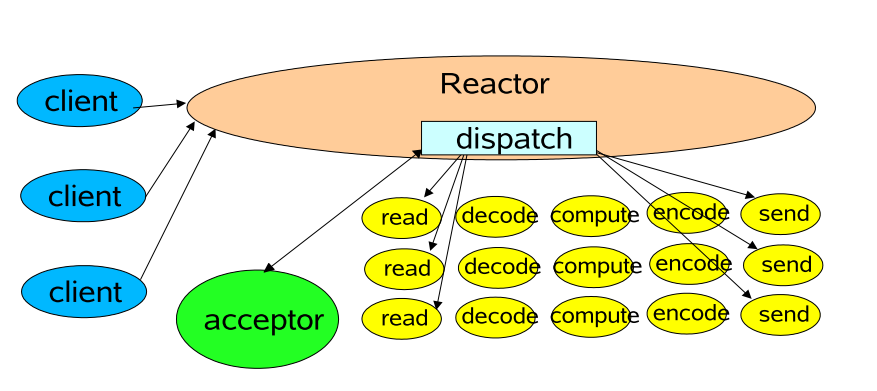 Reactor
client
dispatch
client
read decode compute encode send
read decode compute encode send
client
acceptor
read decode compute encode send